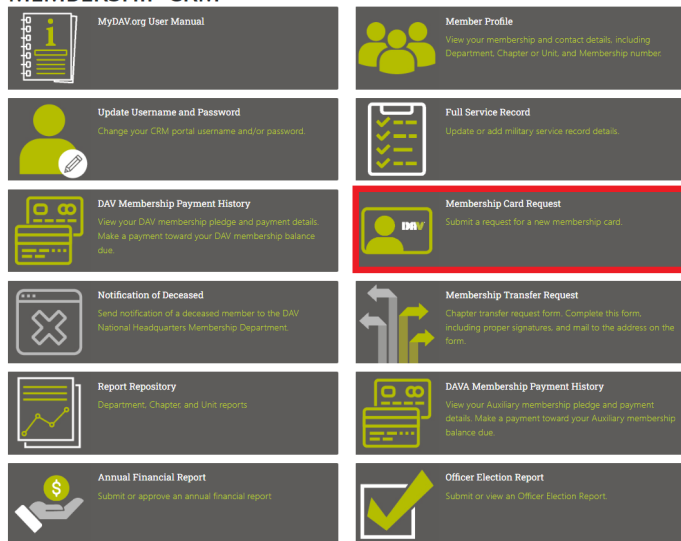 MEMBERSHIP CRM
MyDAV.org User Manual
Member Profile
View your membership and contact details, including
Department, Chapter or Unit, and Membership number.
Update Username and Password
Change your CRM portal username and/or password.
Full Service Record
Update or add military service record details.
DAV Membership Payment History
View your DAV membership pledge and payment details.
Make a payment toward your DAV membership balance
due.
DAV
Membership Card Request
Submit a request for a new membership card.
Notification of Deceased
Send notification of a deceased member to the DAV
National Headquarters Membership Department.
Membership Transfer Request
Chapter transfer request form. Complete this form,
including proper signatures, and mail to the address on the
form.
Report Repository
Department, Chapter, and Unit reports
DAVA Membership Payment History
View your Auxiliary membership pledge and payment
details. Make a payment toward your Auxiliary membership
balance due.
$
Annual Financial Report
Submit or approve an annual financial report
Officer Election Report
Submit or view an Officer Election Report.